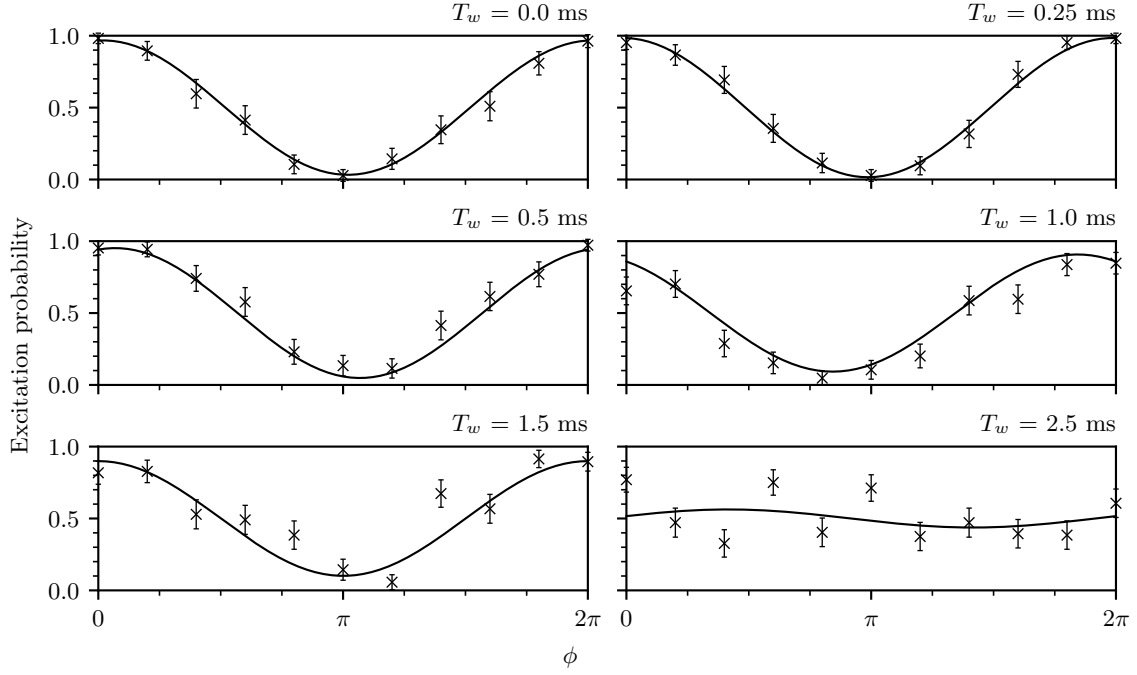 T_w = 0.0 ms
T_w = 0.25 ms
1.0
0.5
0.0
T_w = 0.5 ms
T_w = 1.0 ms
1.0
0.5
0.0
T_w = 1.5 ms
T_w = 2.5 ms
1.0
0.5
0.0
Excitation probability
0 π 2π
0 π 2π
ϕ